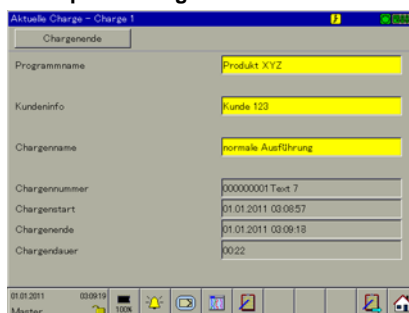 Aktuelle Charge - Charge 1
Chargenende
Programmname
Produkt XYZ
Kundeninfo
Kunde 123
Chargenname
normale Ausführung
Chargennummer
000000001 Text 7
Chargenstart
01.01.2011 03:08:57
Chargenende
01.01.2011 03:09:18
Chargendauer
00:22
01.01.2011 03:09:19
Master
100%